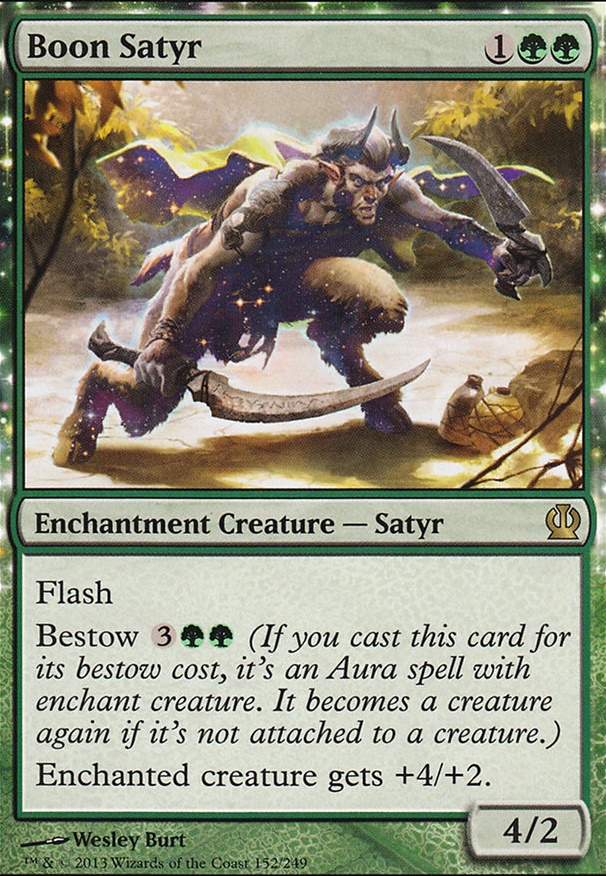 Boon Satyr 1
Enchantment Creature — Satyr
Flash
Bestow 3 (If you cast this card for
its bestow cost, it's an Aura spell with
enchant creature. It becomes a creature
again if it's not attached to a creature.)
Enchanted creature gets +4/+2.
4/2
Wesley Burt
™ & © 2013 Wizards of the Coast 152/249